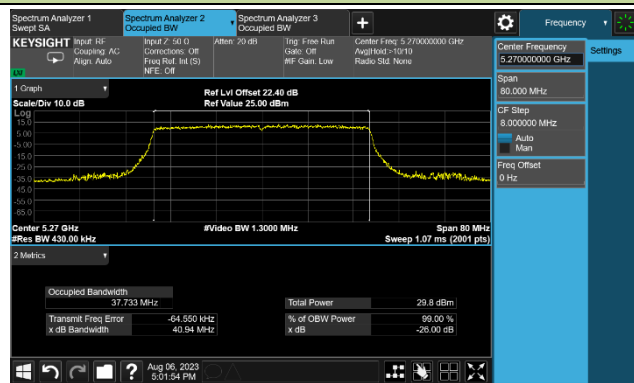 Spectrum Analyzer 1
Swept SA
Spectrum Analyzer 2
Occupied BW
Spectrum Analyzer 3
Occupied BW
Frequency
KEYSIGHT
Input: RF
Coupling: AC
Align: Auto
Input Z: 50 Ω
Corrections: Off
Freq Ref: Int (S)
NFE: Off
Atten: 20 dB
Trig: Free Run
Gate: Off
#IF Gain: Low
Center Freq: 5.270000000 GHz
Avg|Hold:>10/10
Radio Std: None
LXI
Center Frequency
5.270000000 GHz
Settings
Span
80.000 MHz
CF Step
8.000000 MHz
Auto
Man
Freq Offset
0 Hz
1 Graph
Scale/Div 10.0 dB
Ref Lvl Offset 22.40 dB
Ref Value 25.00 dBm
Log
15.0
5.00
-5.00
-15.0
-25.0
-35.0
-45.0
-55.0
-65.0
Center 5.27 GHz
#Res BW 430.00 kHz
#Video BW 1.3000 MHz
Span 80 MHz
Sweep 1.07 ms (2001 pts)
2 Metrics
Occupied Bandwidth
37.733 MHz
Total Power 29.8 dBm
Transmit Freq Error -64.550 kHz
% of OBW Power 99.00 %
x dB Bandwidth 40.94 MHz
x dB -26.00 dB
?
Aug 06, 2023
5:01:54 PM